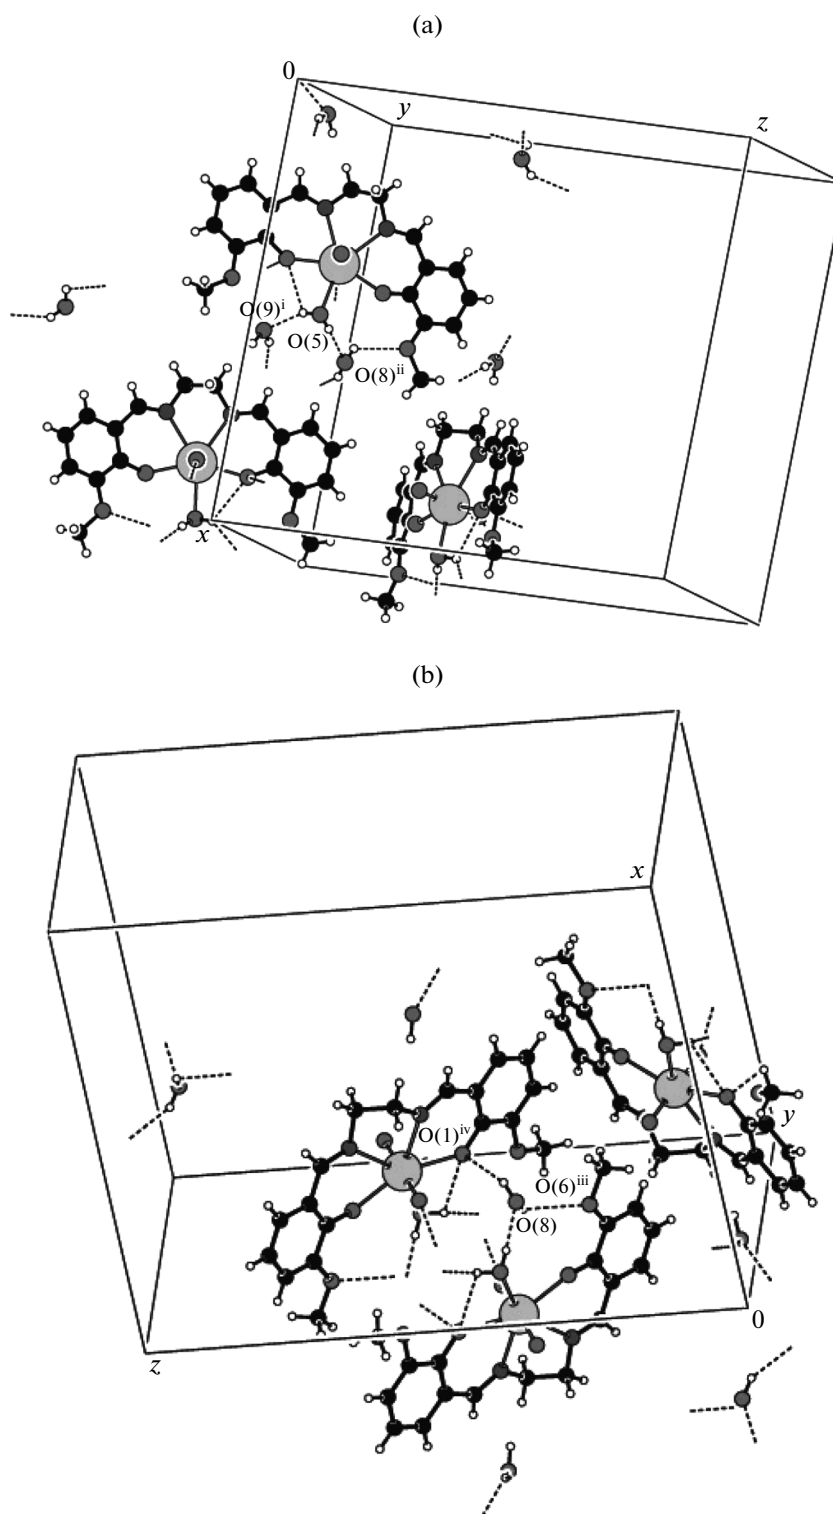 (a)
0
y
z
O(9)ⁱ
O(5)
O(8)ⁱⁱ
x
(b)
x
y
O(1)ⁱᵛ
O(6)ⁱⁱⁱ
O(8)
0
z